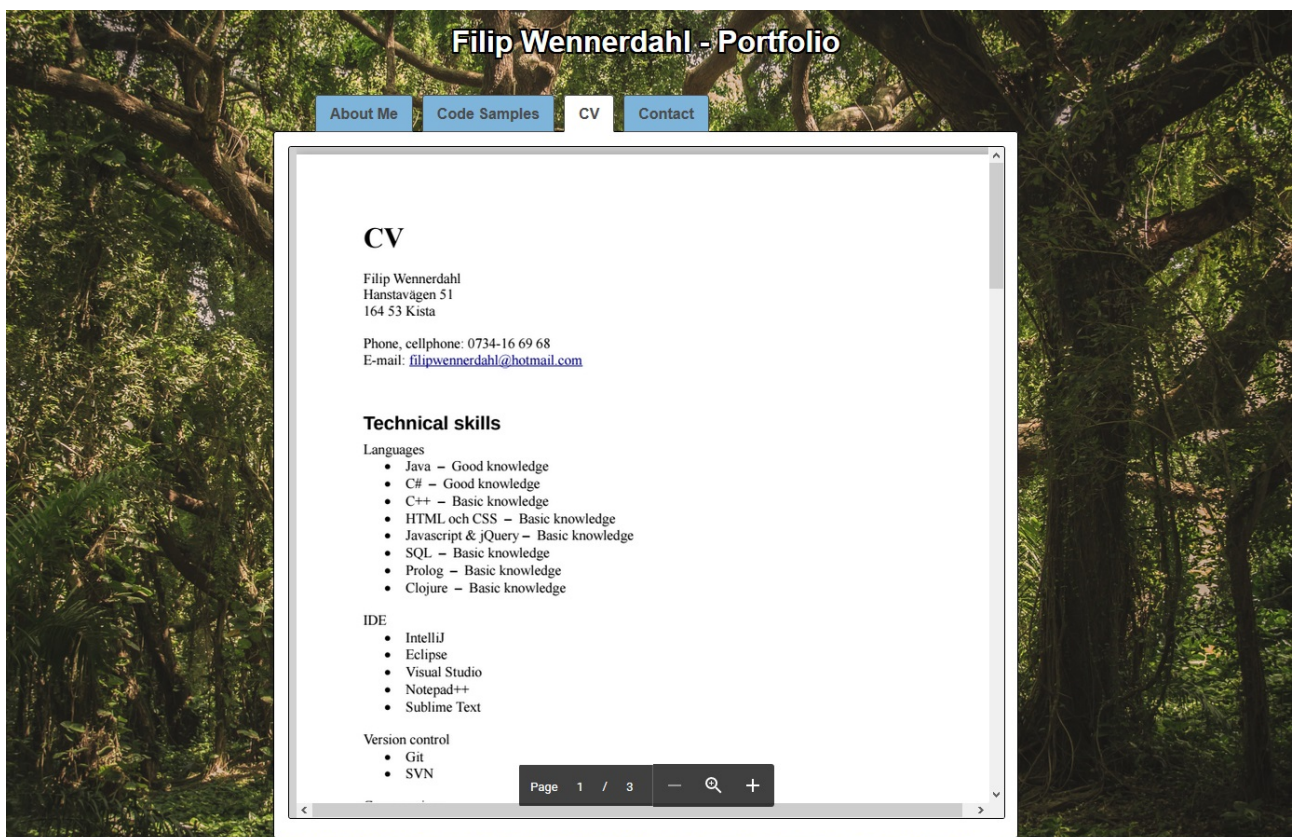 Filip Wennerdahl - Portfolio
About Me
Code Samples
CV
Contact
CV
Filip Wennerdahl
Hanstavägen 51
164 53 Kista
Phone, cellphone: 0734-16 69 68
E-mail: filipwennerdahl@hotmail.com
Technical skills
Languages
• Java – Good knowledge
• C# – Good knowledge
• C++ – Basic knowledge
• HTML och CSS – Basic knowledge
• Javascript & jQuery – Basic knowledge
• SQL – Basic knowledge
• Prolog – Basic knowledge
• Clojure – Basic knowledge
IDE
• IntelliJ
• Eclipse
• Visual Studio
• Notepad++
• Sublime Text
Version control
• Git
• SVN
Page 1 / 3